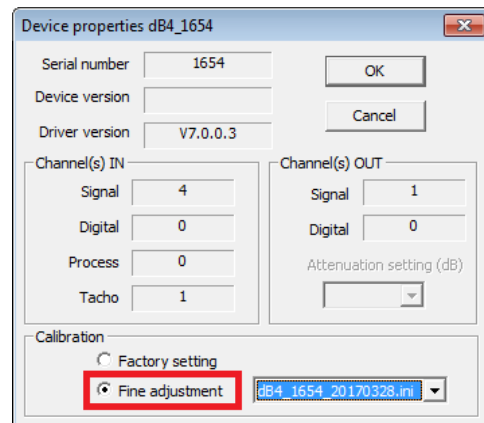 Device properties dB4_1654
Serial number 1654
OK
Device version
Cancel
Driver version V7.0.0.3
Channel(s) IN
Channel(s) OUT
Signal 4
Signal 1
Digital 0
Digital 0
Process 0
Attenuation setting (dB)
Tacho 1
Calibration
Factory setting
Fine adjustment dB4_1654_20170328.ini